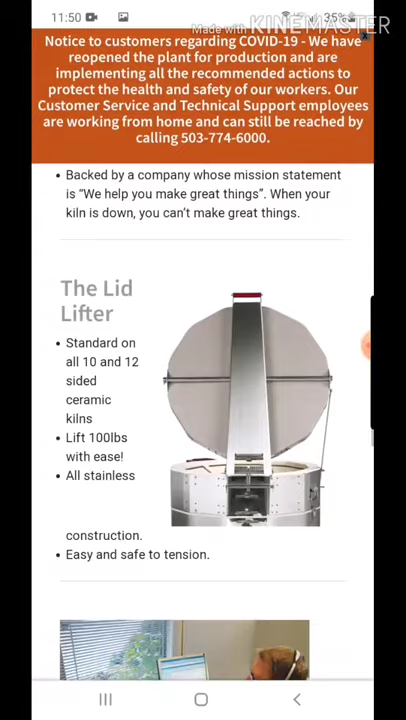 11:50
35%
Made with KINEMASTER
Notice to customers regarding COVID-19 - We have
reopened the plant for production and are
implementing all the recommended actions to
protect the health and safety of our workers. Our
Customer Service and Technical Support employees
are working from home and can still be reached by
calling 503-774-6000.
x
• Backed by a company whose mission statement
is “We help you make great things”. When your
kiln is down, you can’t make great things.
The Lid
Lifter
• Standard on
all 10 and 12
sided
ceramic
kilns
• Lift 100lbs
with ease!
• All stainless
construction.
• Easy and safe to tension.